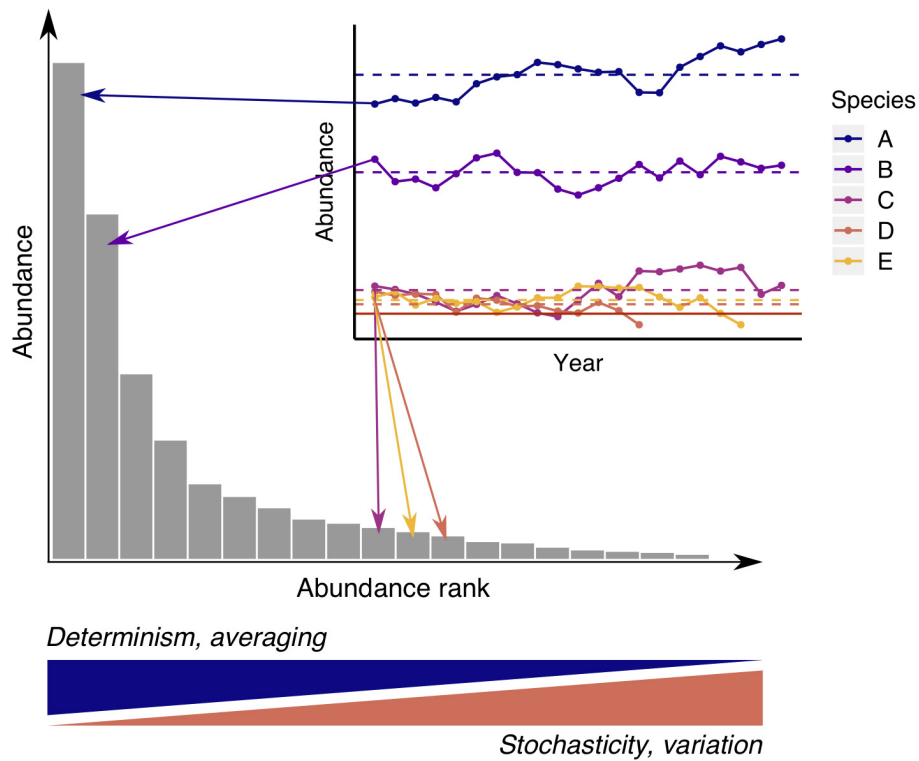 Abundance
Abundance
Year
Species
A
B
C
D
E
Abundance rank
Determinism, averaging
Stochasticity, variation